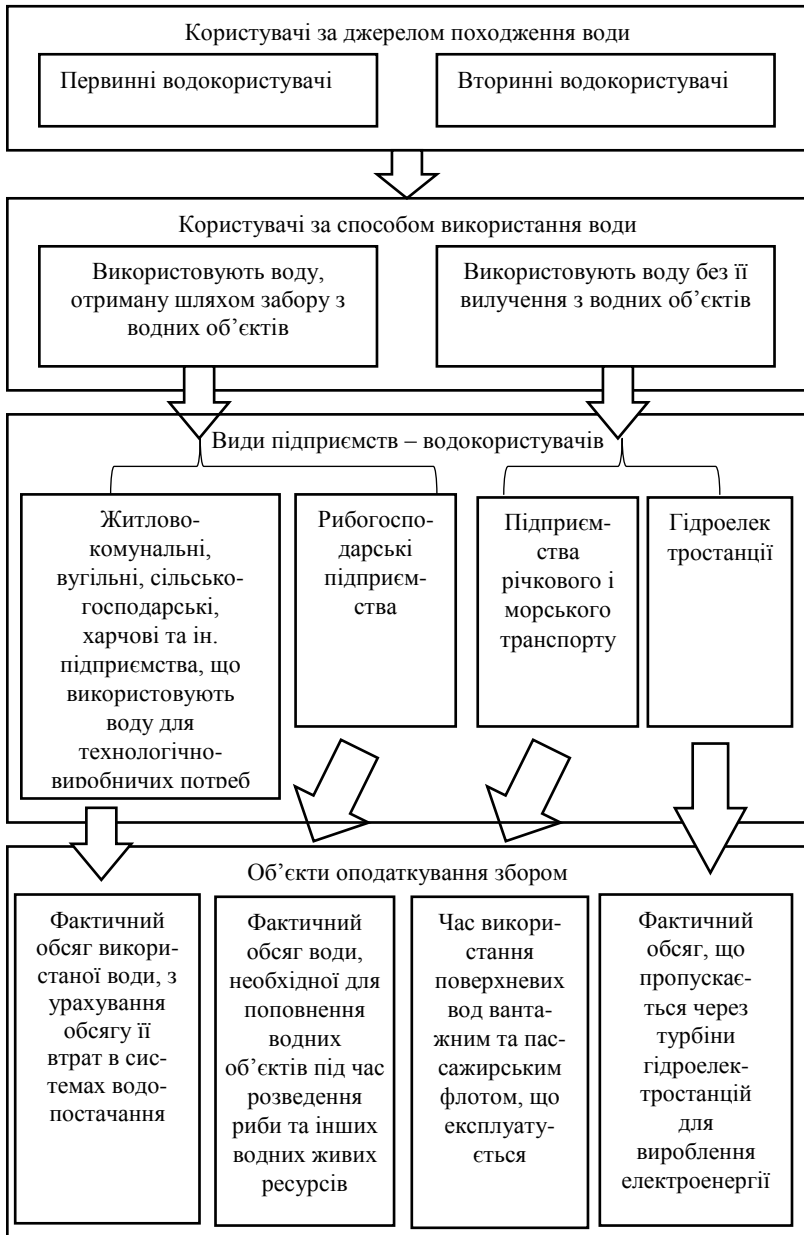 Користувачі за джерелом походження води
Первинні водокористувачі
Вторинні водокористувачі
Користувачі за способом використання води
Використовують воду,
отриману шляхом забору з
водних об’єктів
Використовують воду без її
вилучення з водних об’єктів
Види підприємств – водокористувачів
Житлово-
комунальні,
вугільні, сільсько-
господарські,
харчові та ін.
підприємства, що
використовують
воду для
технологічно-
виробничих потреб
Рибогоспо-
дарські
підприєм-
ства
Підприєм-
ства
річкового і
морського
транспорту
Гідроелек
тростанції
Об’єкти оподаткування збором
Фактичний
обсяг викори-
станої води, з
урахування
обсягу її
втрат в сис-
темах водо-
постачання
Фактичний
обсяг води,
необхідної для
поповнення
водних
об’єктів під час
розведення
риби та інших
водних живих
ресурсів
Час викори-
стання
поверхневих
вод ванта-
жним та пас-
сажирським
флотом, що
експлуату-
ється
Фактичний
обсяг, що
пропускає-
ться через
турбіни
гідроелек-
тростанцій
для
вироблення
електроенергії